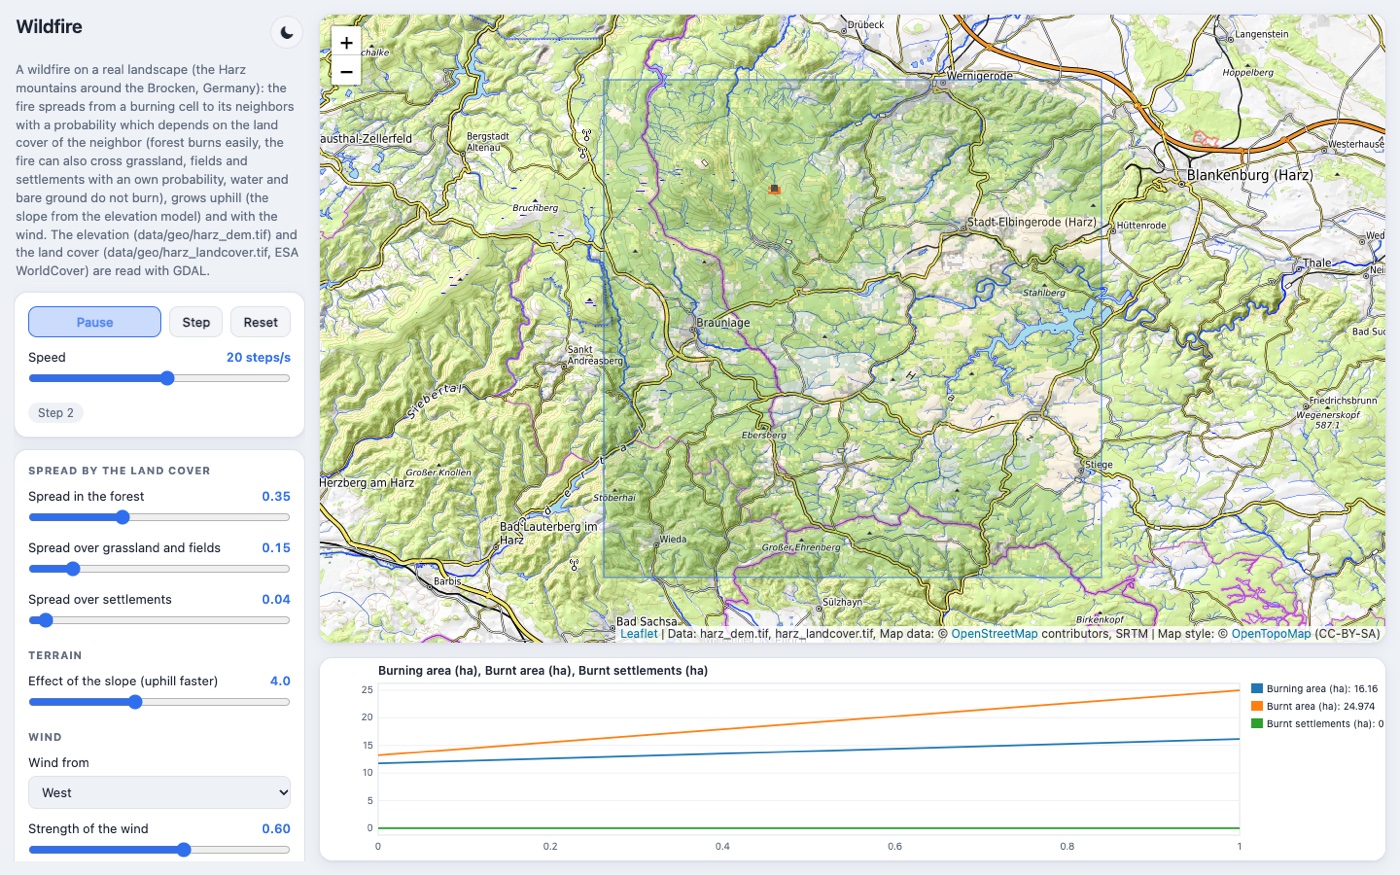 Wildfire
A wildfire on a real landscape (the Harz
mountains around the Brocken, Germany): the
fire spreads from a burning cell to its neighbors
with a probability which depends on the land
cover of the neighbor (forest burns easily, the
fire can also cross grassland, fields and
settlements with an own probability, water and
bare ground do not burn), grows uphill (the
slope from the elevation model) and with the
wind. The elevation (data/geo/harz_dem.tif) and
the land cover (data/geo/harz_landcover.tif, ESA
WorldCover) are read with GDAL.
Pause
Step
Reset
Speed
20 steps/s
Step 2
SPREAD BY THE LAND COVER
Spread in the forest
0.35
Spread over grassland and fields
0.15
Spread over settlements
0.04
TERRAIN
Effect of the slope (uphill faster)
4.0
WIND
Wind from
West
Strength of the wind
0.60
+
−
Drübeck
Langenstein
Wernigerode
Hoppelberg
austhal-Zellerfeld
Bergstadt
Altenau
Westerhause
Blankenburg (Harz)
Bruchberg
Stadt Elbingerode (Harz)
Hüttenrode
Wed
Thale
Nei
Stahlberg
Braunlage
Bad Su
Sankt
Andreasberg
H
a
r
z
Siebertal
Friedrichsbrunn
Wegenerskopf
587.1
Ebersberg
Stiege
Großer Knollen
Herzberg am Harz
Stöberhai
Bad Lauterberg im
Harz
Wieda
Großer Ehrenberg
Barbis
Sülzhayn
Bad Sachsa
Birkenkopf
Leaflet | Data: harz_dem.tif, harz_landcover.tif, Map data: © OpenStreetMap contributors, SRTM | Map style: © OpenTopoMap (CC-BY-SA)
Burning area (ha), Burnt area (ha), Burnt settlements (ha)
25
20
15
10
5
0
0
0.2
0.4
0.6
0.8
1
Burning area (ha): 16.16
Burnt area (ha): 24.974
Burnt settlements (ha): 0